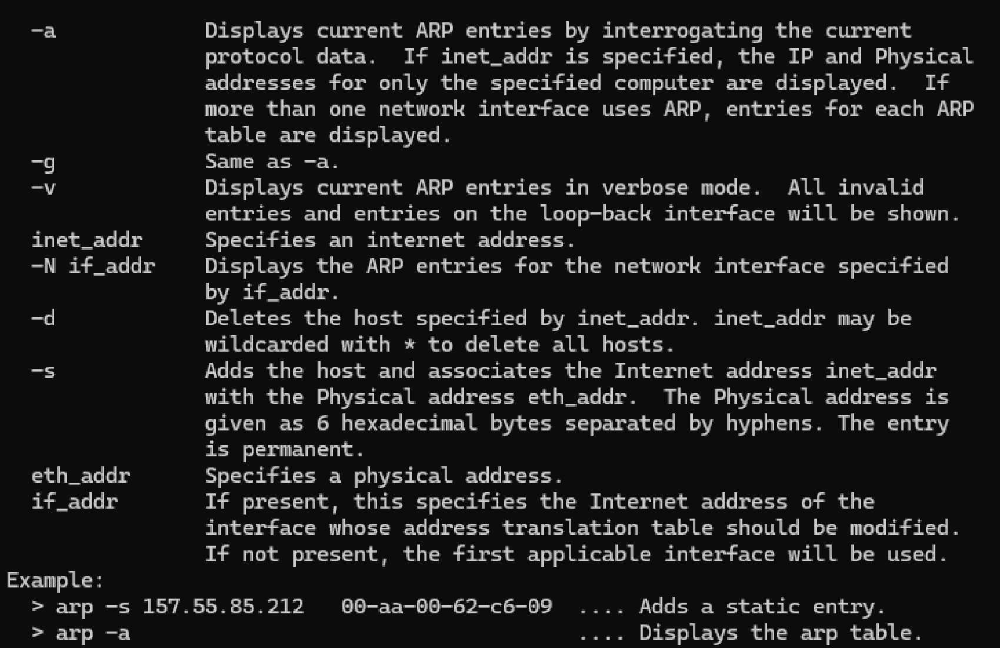 -a            Displays current ARP entries by interrogating the current
              protocol data.  If inet_addr is specified, the IP and Physical
              addresses for only the specified computer are displayed.  If
              more than one network interface uses ARP, entries for each ARP
              table are displayed.
-g            Same as -a.
-v            Displays current ARP entries in verbose mode.  All invalid
              entries and entries on the loop-back interface will be shown.
inet_addr     Specifies an internet address.
-N if_addr    Displays the ARP entries for the network interface specified
              by if_addr.
-d            Deletes the host specified by inet_addr. inet_addr may be
              wildcarded with * to delete all hosts.
-s            Adds the host and associates the Internet address inet_addr
              with the Physical address eth_addr.  The Physical address is
              given as 6 hexadecimal bytes separated by hyphens. The entry
              is permanent.
eth_addr      Specifies a physical address.
if_addr       If present, this specifies the Internet address of the
              interface whose address translation table should be modified.
              If not present, the first applicable interface will be used.
Example:
  > arp -s 157.55.85.212   00-aa-00-62-c6-09  .... Adds a static entry.
  > arp -a                                    .... Displays the arp table.